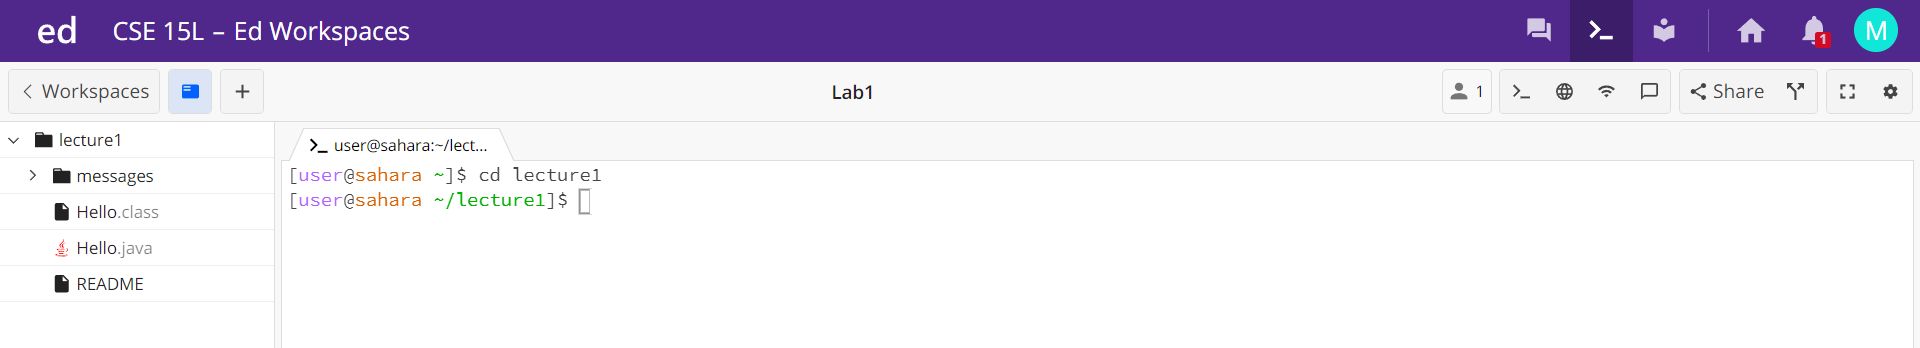 ed CSE 15L – Ed Workspaces 1 M
Workspaces + Lab1 1 Share
lecture1
messages
Hello.class
Hello.java
README
user@sahara:~/lect...
[user@sahara ~]$ cd lecture1
[user@sahara ~/lecture1]$